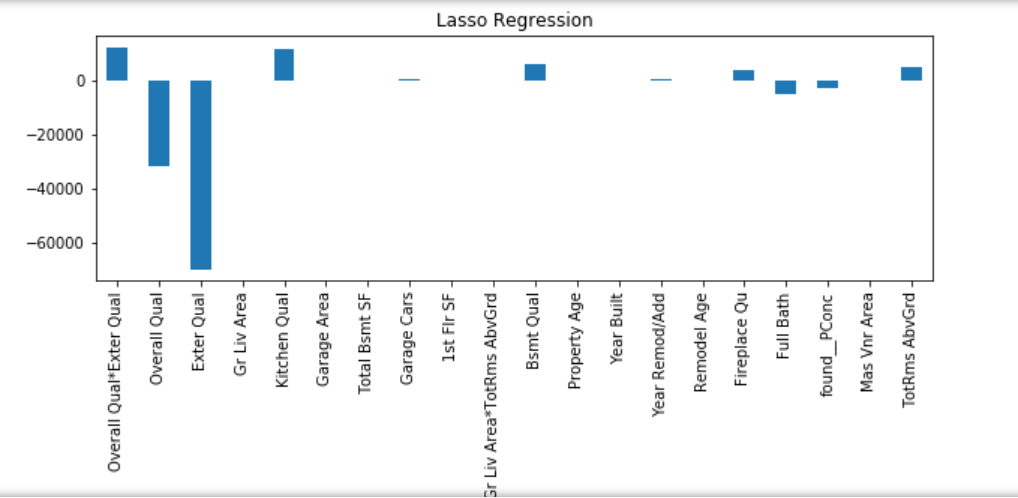 Lasso Regression
0
−20000
−40000
−60000
Overall Qual*Exter Qual
Overall Qual
Exter Qual
Gr Liv Area
Kitchen Qual
Garage Area
Total Bsmt SF
Garage Cars
1st Flr SF
Gr Liv Area*TotRms AbvGrd
Bsmt Qual
Property Age
Year Built
Year Remod/Add
Remodel Age
Fireplace Qu
Full Bath
found__PConc
Mas Vnr Area
TotRms AbvGrd